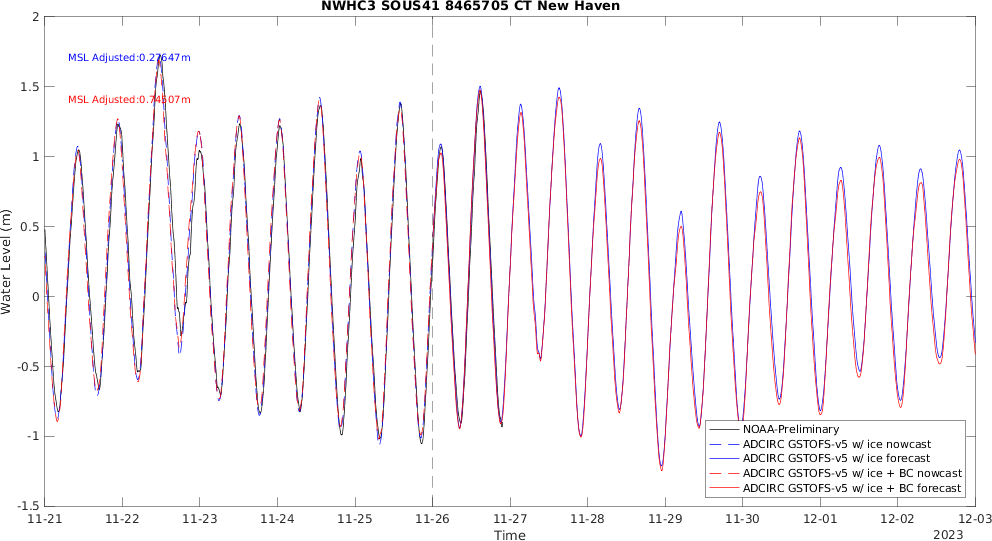 NWHC3 SOUS41 8465705 CT New Haven
2
1.5
1
0.5
0
-0.5
-1
-1.5
Water Level (m)
MSL Adjusted:0.27647m
MSL Adjusted:0.74507m
NOAA-Preliminary
ADCIRC GSTOFS-v5 w/ ice nowcast
ADCIRC GSTOFS-v5 w/ ice forecast
ADCIRC GSTOFS-v5 w/ ice + BC nowcast
ADCIRC GSTOFS-v5 w/ ice + BC forecast
11-21 11-22 11-23 11-24 11-25 11-26 11-27 11-28 11-29 11-30 12-01 12-02 12-03
Time
2023